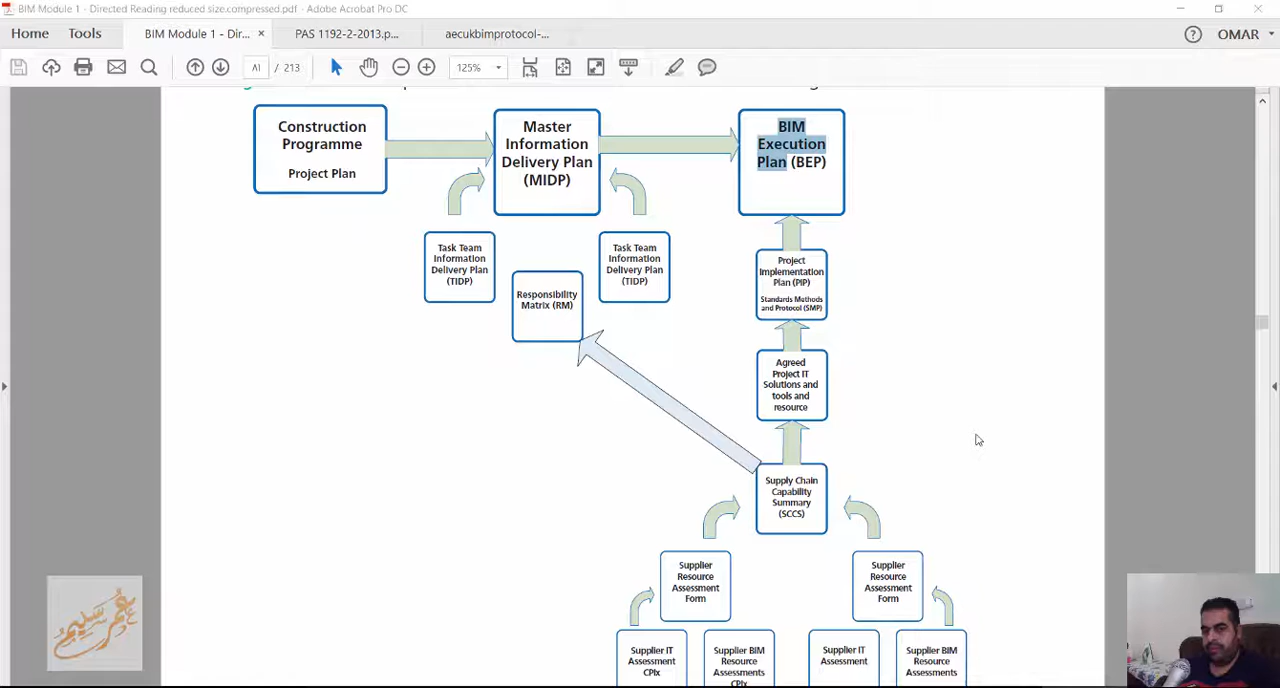 BIM Module 1 - Directed Reading reduced size.compressed.pdf - Adobe Acrobat Pro DC
Home
Tools
BIM Module 1 - Dir... ×
PAS 1192-2-2013.p...
aecukbimprotocol-...
OMAR
٨١ / 213
125%
Construction
Programme
Project Plan
Master
Information
Delivery Plan
(MIDP)
BIM
Execution
Plan (BEP)
Task Team
Information
Delivery Plan
(TIDP)
Responsibility
Matrix (RM)
Task Team
Information
Delivery Plan
(TIDP)
Project
Implementation
Plan (PIP)
Standards Methods
and Protocol (SMP)
Agreed
Project IT
Solutions and
tools and
resource
Supply Chain
Capability
Summary
(SCCS)
Supplier
Resource
Assessment
Form
Supplier
Resource
Assessment
Form
Supplier IT
Assessment
CPIx
Supplier BIM
Resource
Assessments
CPIx
Supplier IT
Assessment
Supplier BIM
Resource
Assessments
عُمر سَليم